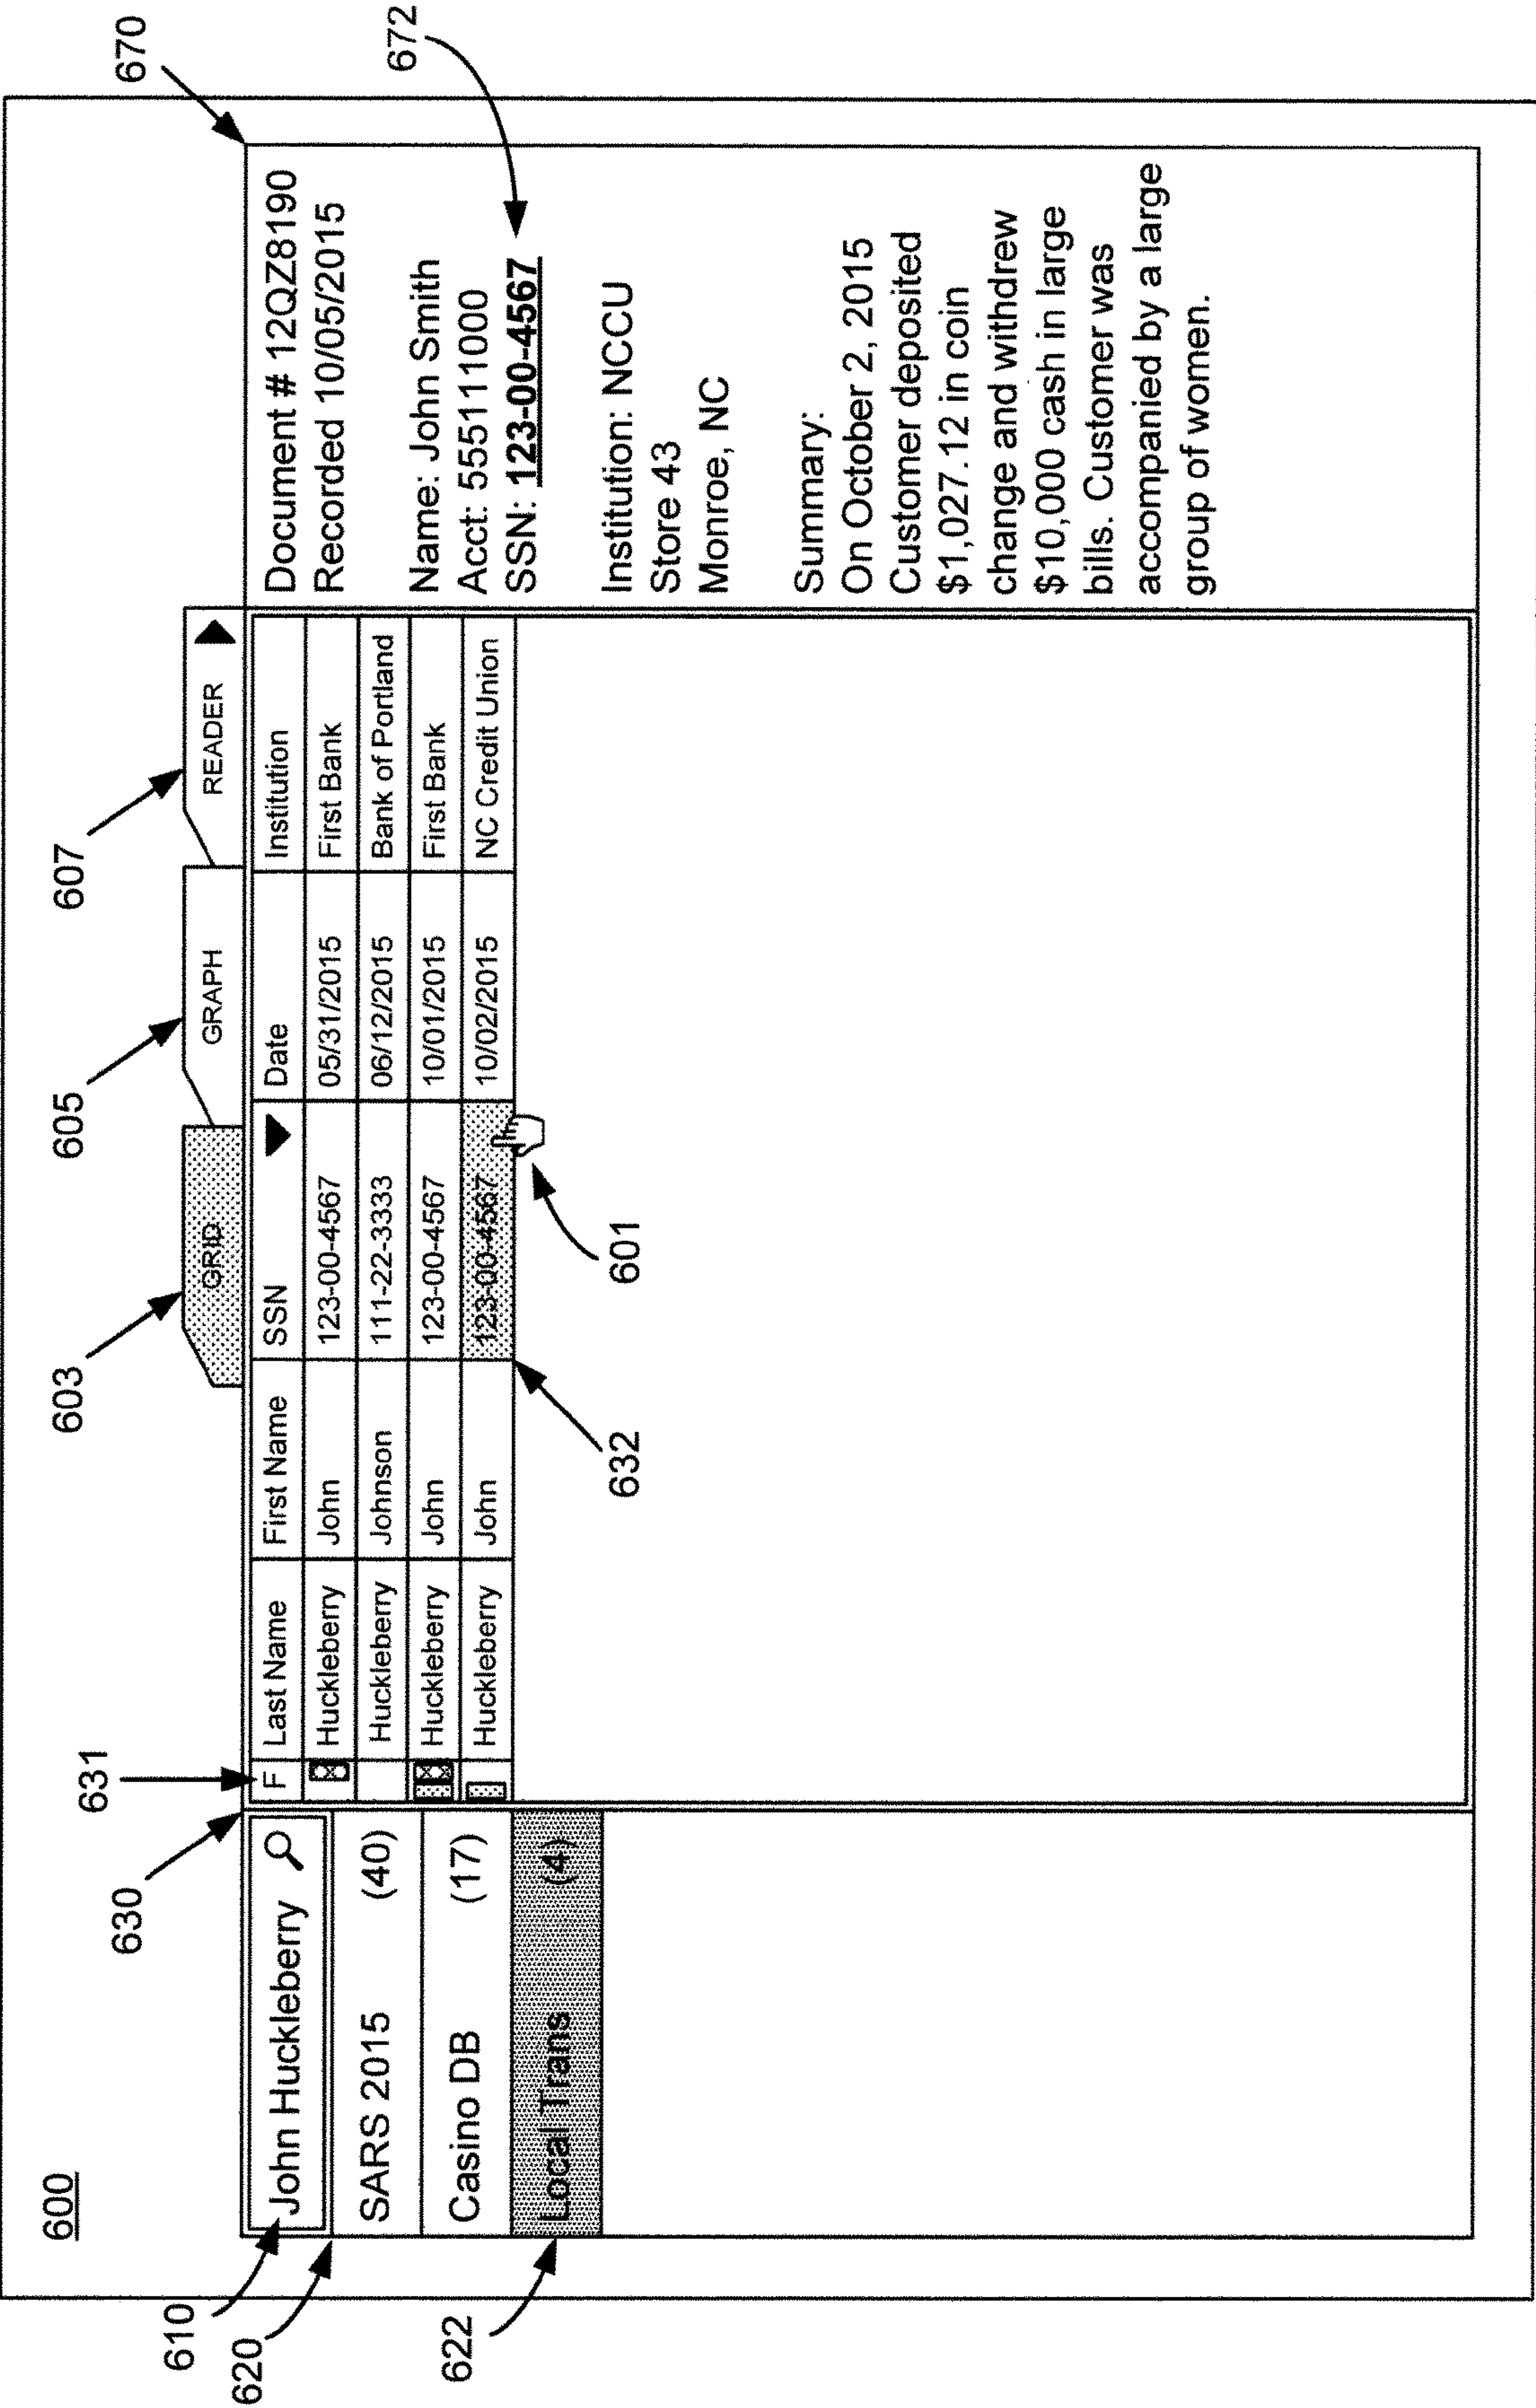 600
610
620
622
630
631
603
605
607
670
672
632
601
John Huckleberry
SARS 2015 (40)
Casino DB (17)
Local Trans (4)
GRID
GRAPH
READER
F Last Name First Name SSN Date Institution
Huckleberry John 123-00-4567 05/31/2015 First Bank
Huckleberry Johnson 111-22-3333 06/12/2015 Bank of Portland
Huckleberry John 123-00-4567 10/01/2015 First Bank
Huckleberry John 123-00-4567 10/02/2015 NC Credit Union
Document # 12QZ8190
Recorded 10/05/2015
Name: John Smith
Acct: 555111000
SSN: 123-00-4567
Institution: NCCU
Store 43
Monroe, NC
Summary:
On October 2, 2015
Customer deposited
$1,027.12 in coin
change and withdrew
$10,000 cash in large
bills. Customer was
accompanied by a large
group of women.